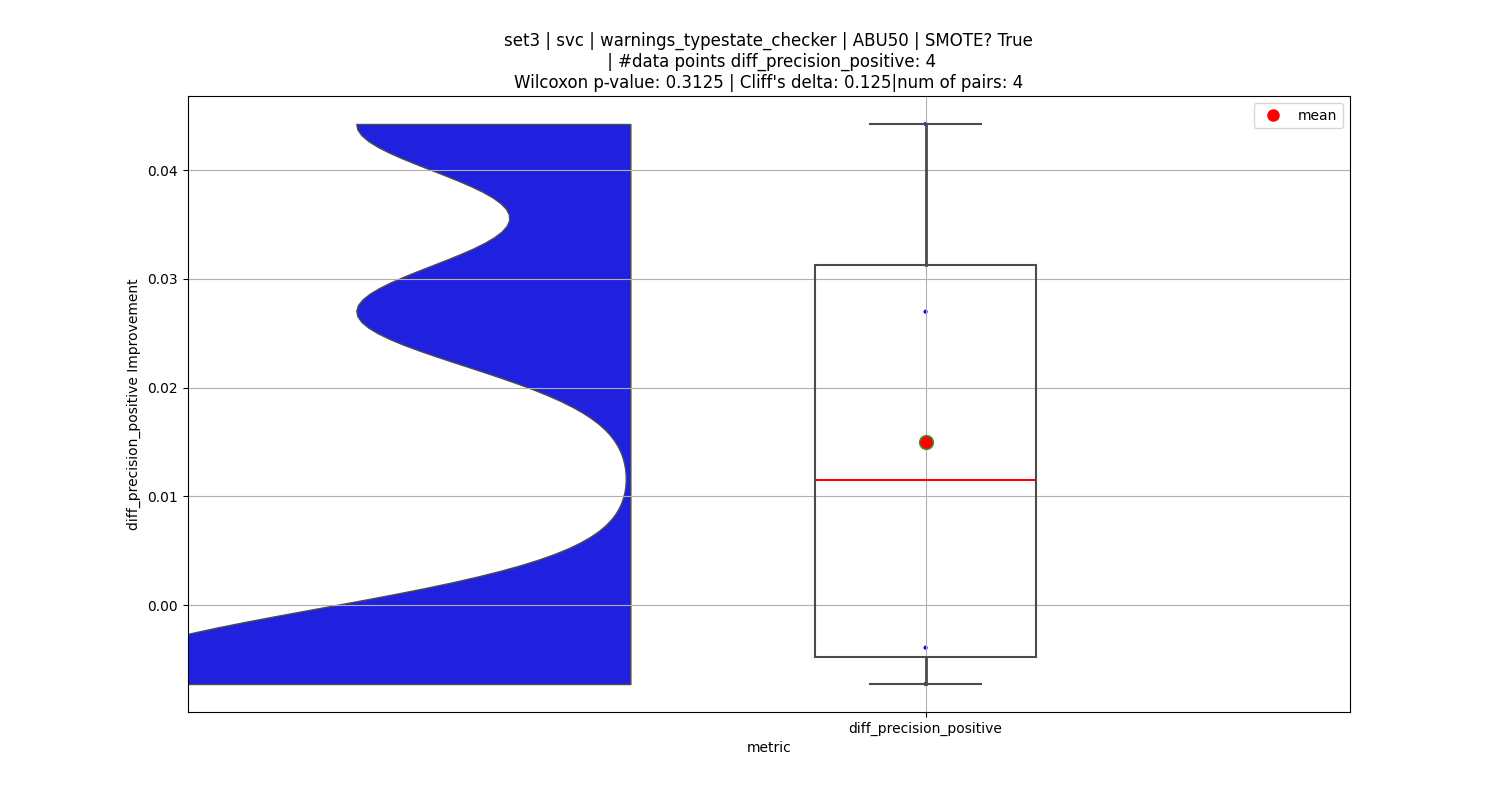 set3 | svc | warnings_typestate_checker | ABU50 | SMOTE? True
| #data points diff_precision_positive: 4
Wilcoxon p-value: 0.3125 | Cliff's delta: 0.125|num of pairs: 4
mean
0.04
0.03
0.02
0.01
0.00
diff_precision_positive Improvement
diff_precision_positive
metric